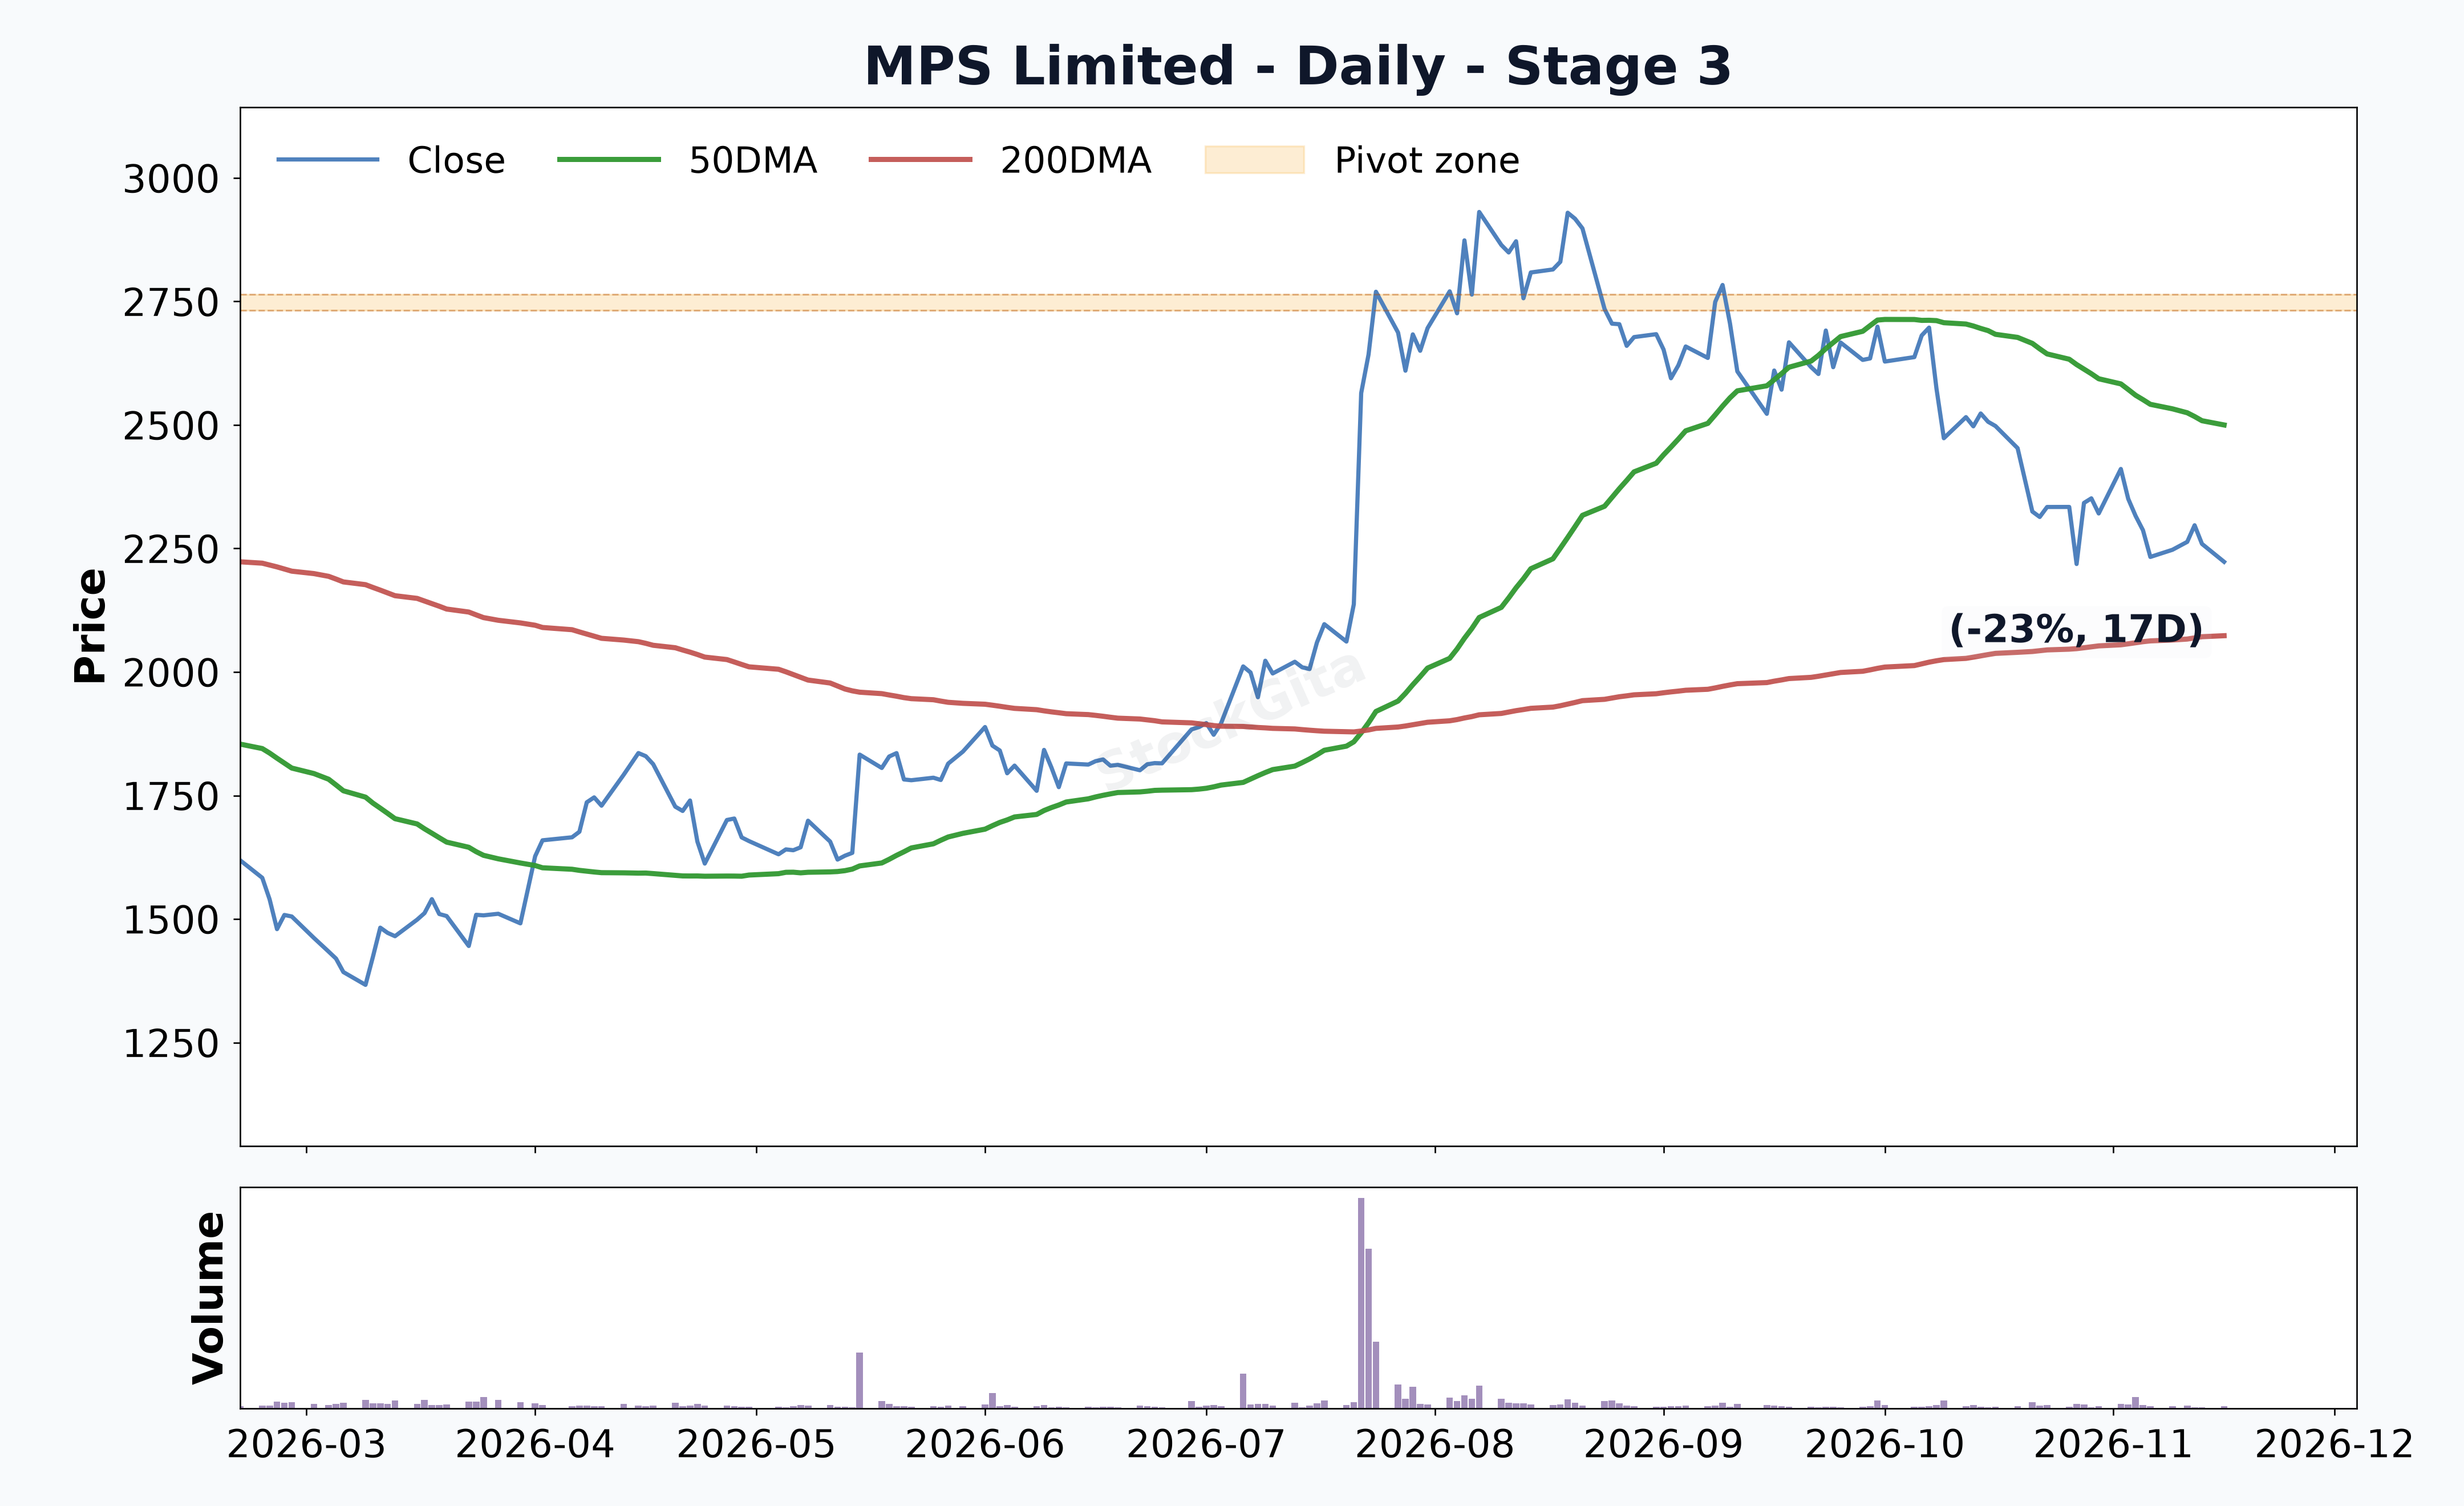 MPS Limited - Daily - Stage 3
Close 50DMA 200DMA Pivot zone
Price
3000
2750
2500
2250
2000
1750
1500
1250
(-23%, 17D)
StockGita
Volume
2026-03 2026-04 2026-05 2026-06 2026-07 2026-08 2026-09 2026-10 2026-11 2026-12